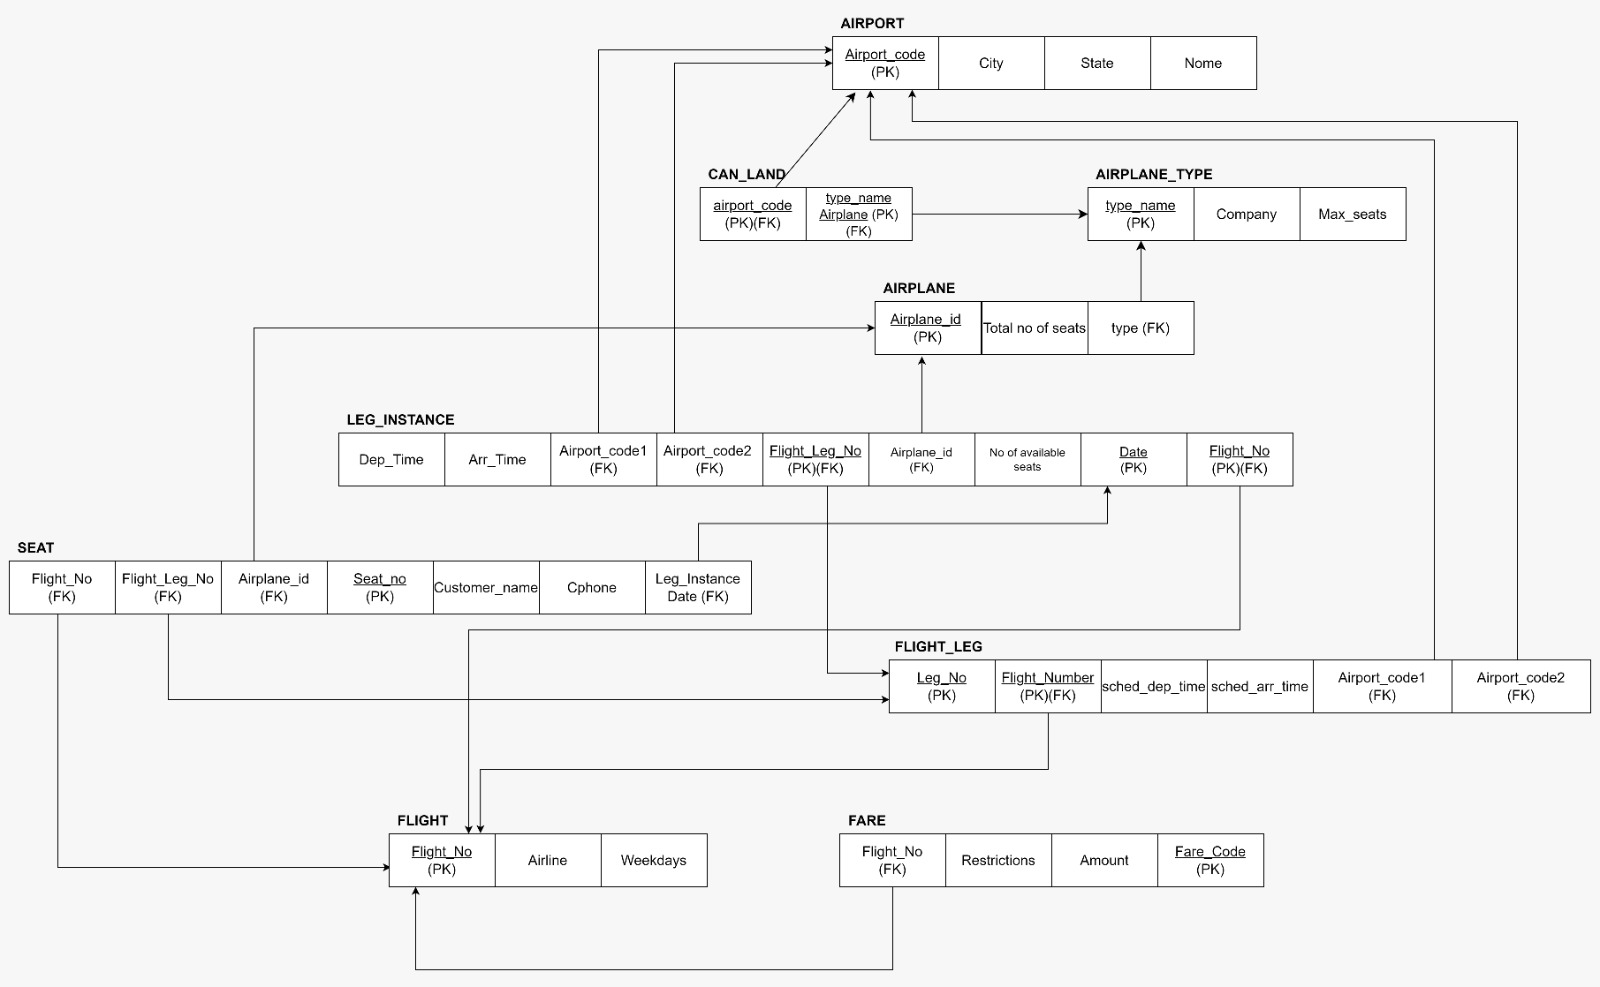 AIRPORT
Airport_code
(PK)
City
State
Nome
CAN_LAND
airport_code
(PK)(FK)
type_name
Airplane (PK)
(FK)
AIRPLANE_TYPE
type_name
(PK)
Company
Max_seats
AIRPLANE
Airplane_id
(PK)
Total no of seats
type (FK)
LEG_INSTANCE
Dep_Time
Arr_Time
Airport_code1
(FK)
Airport_code2
(FK)
Flight_Leg_No
(PK)(FK)
Airplane_id
(FK)
No of available
seats
Date
(PK)
Flight_No
(PK)(FK)
SEAT
Flight_No
(FK)
Flight_Leg_No
(FK)
Airplane_id
(FK)
Seat_no
(PK)
Customer_name
Cphone
Leg_Instance
Date (FK)
FLIGHT_LEG
Leg_No
(PK)
Flight_Number
(PK)(FK)
sched_dep_time
sched_arr_time
Airport_code1
(FK)
Airport_code2
(FK)
FLIGHT
Flight_No
(PK)
Airline
Weekdays
FARE
Flight_No
(FK)
Restrictions
Amount
Fare_Code
(PK)